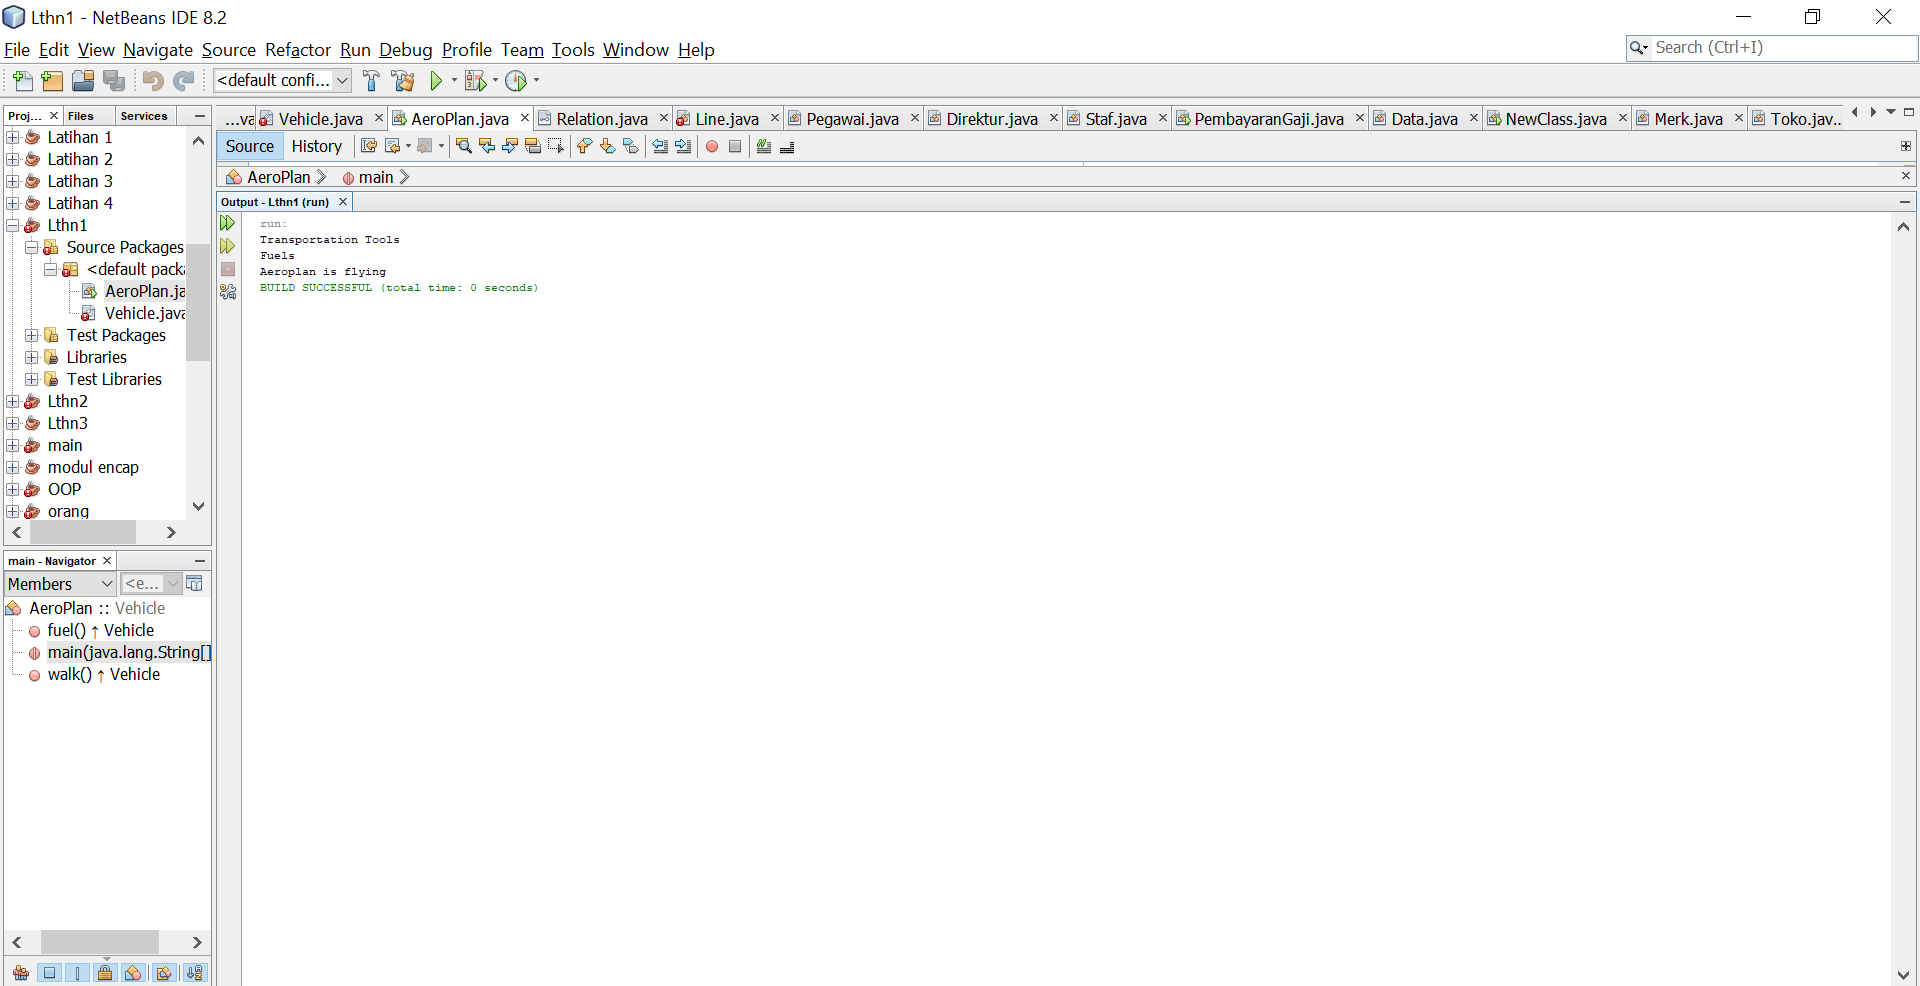 Lthn1 - NetBeans IDE 8.2
File Edit View Navigate Source Refactor Run Debug Profile Team Tools Window Help
Search (Ctrl+I)
<default confi...
Proj... Files Services
...va Vehicle.java AeroPlan.java Relation.java Line.java Pegawai.java Direktur.java Staf.java PembayaranGaji.java Data.java NewClass.java Merk.java Toko.jav...
Source History
AeroPlan main
Latihan 1
Latihan 2
Latihan 3
Latihan 4
Lthn1
Source Packages
<default packa
AeroPlan.ja
Vehicle.java
Test Packages
Libraries
Test Libraries
Lthn2
Lthn3
main
modul encap
OOP
orang
Output - Lthn1 (run)
run:
Transportation Tools
Fuels
Aeroplan is flying
BUILD SUCCESSFUL (total time: 0 seconds)
main - Navigator
Members <e...
AeroPlan :: Vehicle
fuel() ↑ Vehicle
main(java.lang.String[]
walk() ↑ Vehicle